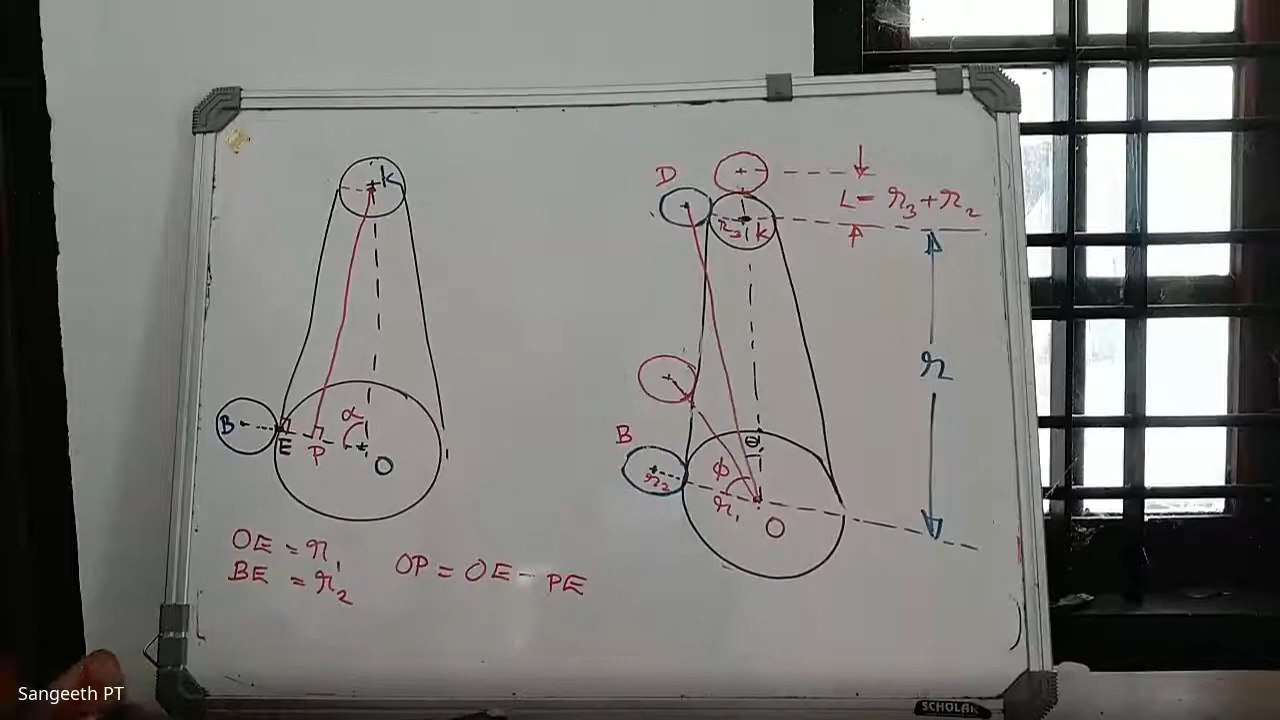 K
B
E
P
α
O
OE = r₁
BE = r₂
OP = OE - PE
D
L = r₃ + r₂
r₃
K
r
B
r₂
θ
ϕ
r₁
O
Sangeeth PT
SCHOLAR